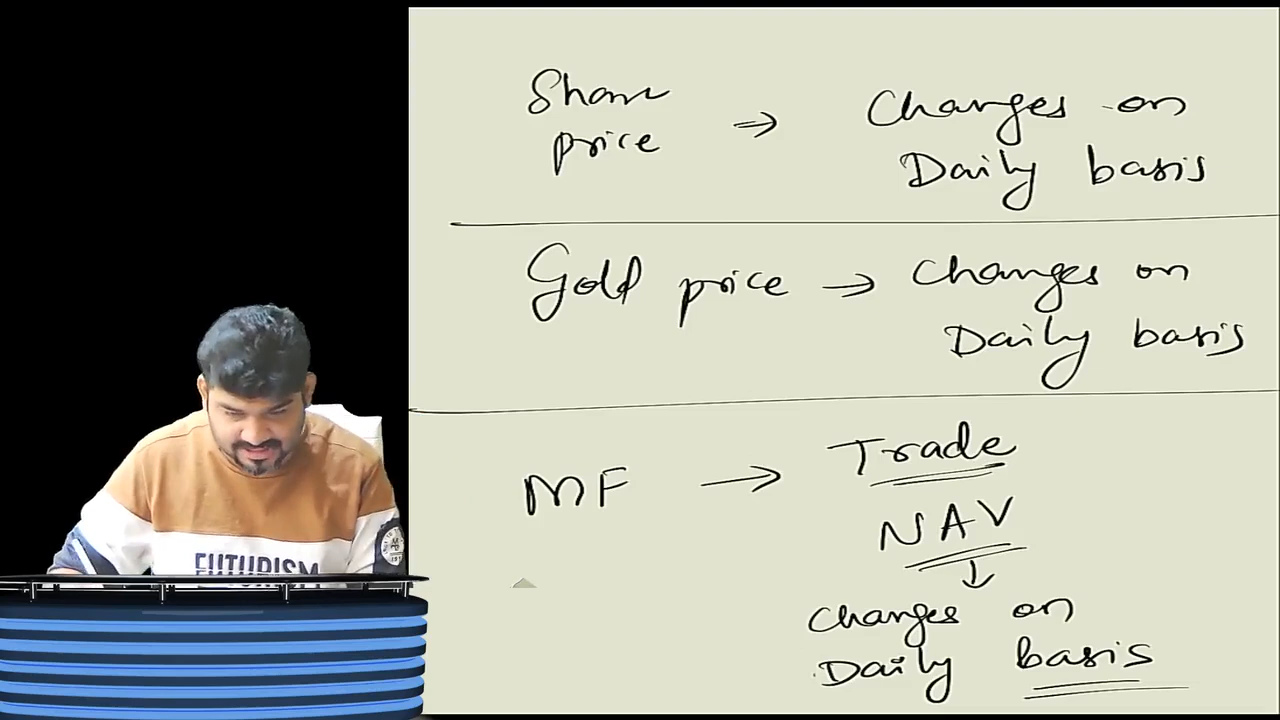 Share
price → Changes on
Daily basis
Gold price → Changes on
Daily basis
MF → Trade
NAV
↓
Changes on
Daily basis
FUTURISM